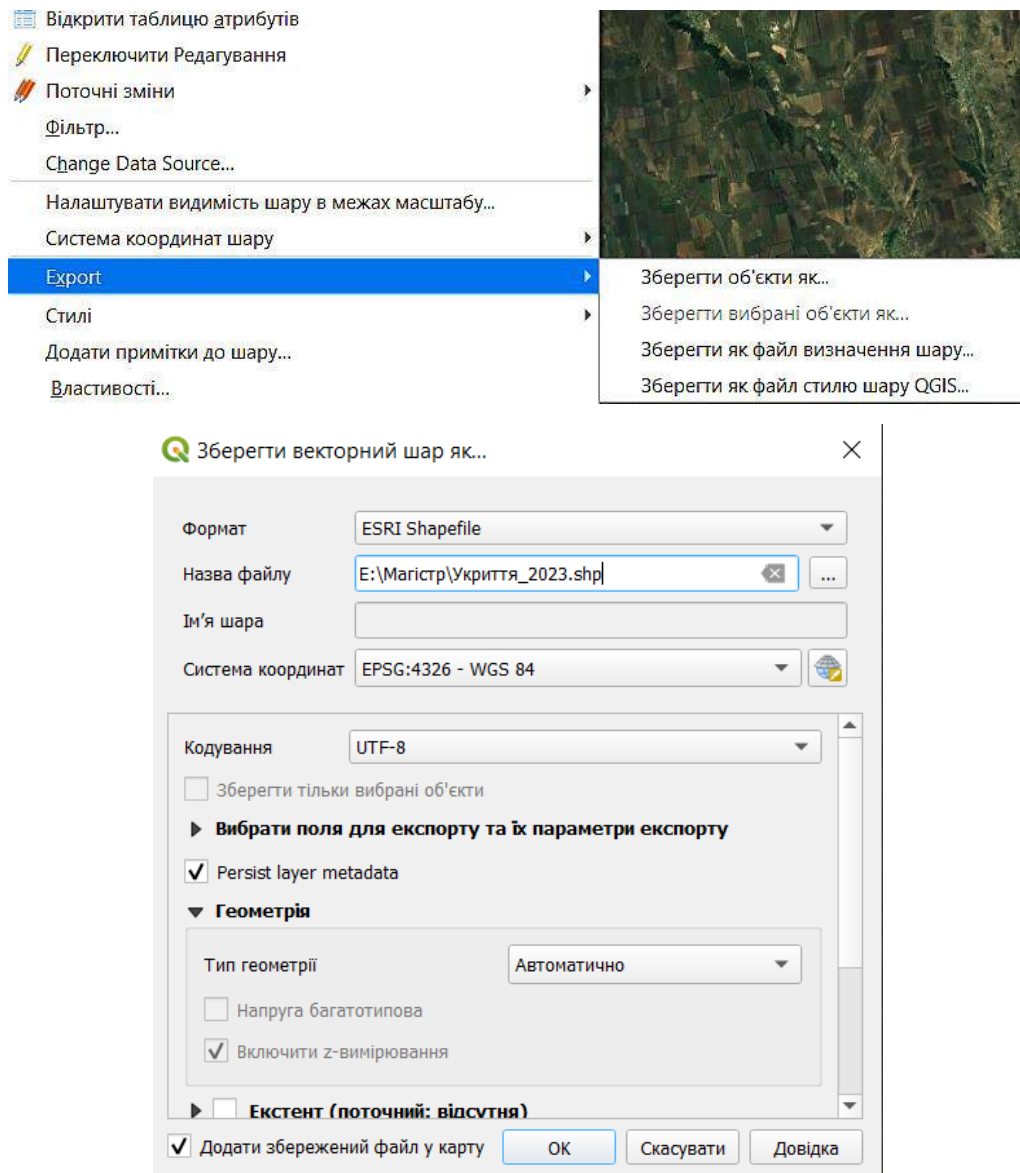 Відкрити таблицю атрибутів
Переключити Редагування
Поточні зміни
Фільтр...
Change Data Source...
Налаштувати видимість шару в межах масштабу...
Система координат шару
Export
Стилі
Додати примітки до шару...
Властивості...
Зберегти об'єкти як...
Зберегти вибрані об'єкти як...
Зберегти як файл визначення шару...
Зберегти як файл стилю шару QGIS...
Зберегти векторний шар як...
Формат ESRI Shapefile
Назва файлу E:\Магістр\Укриття_2023.shp ...
Ім’я шара
Система координат EPSG:4326 - WGS 84
Кодування UTF-8
Зберегти тільки вибрані об'єкти
Вибрати поля для експорту та їх параметри експорту
Persist layer metadata
Геометрія
Тип геометрії Автоматично
Напруга багатотипова
Включити z-вимірювання
Екстент (поточний: відсутня)
Додати збережений файл у карту OK Скасувати Довідка